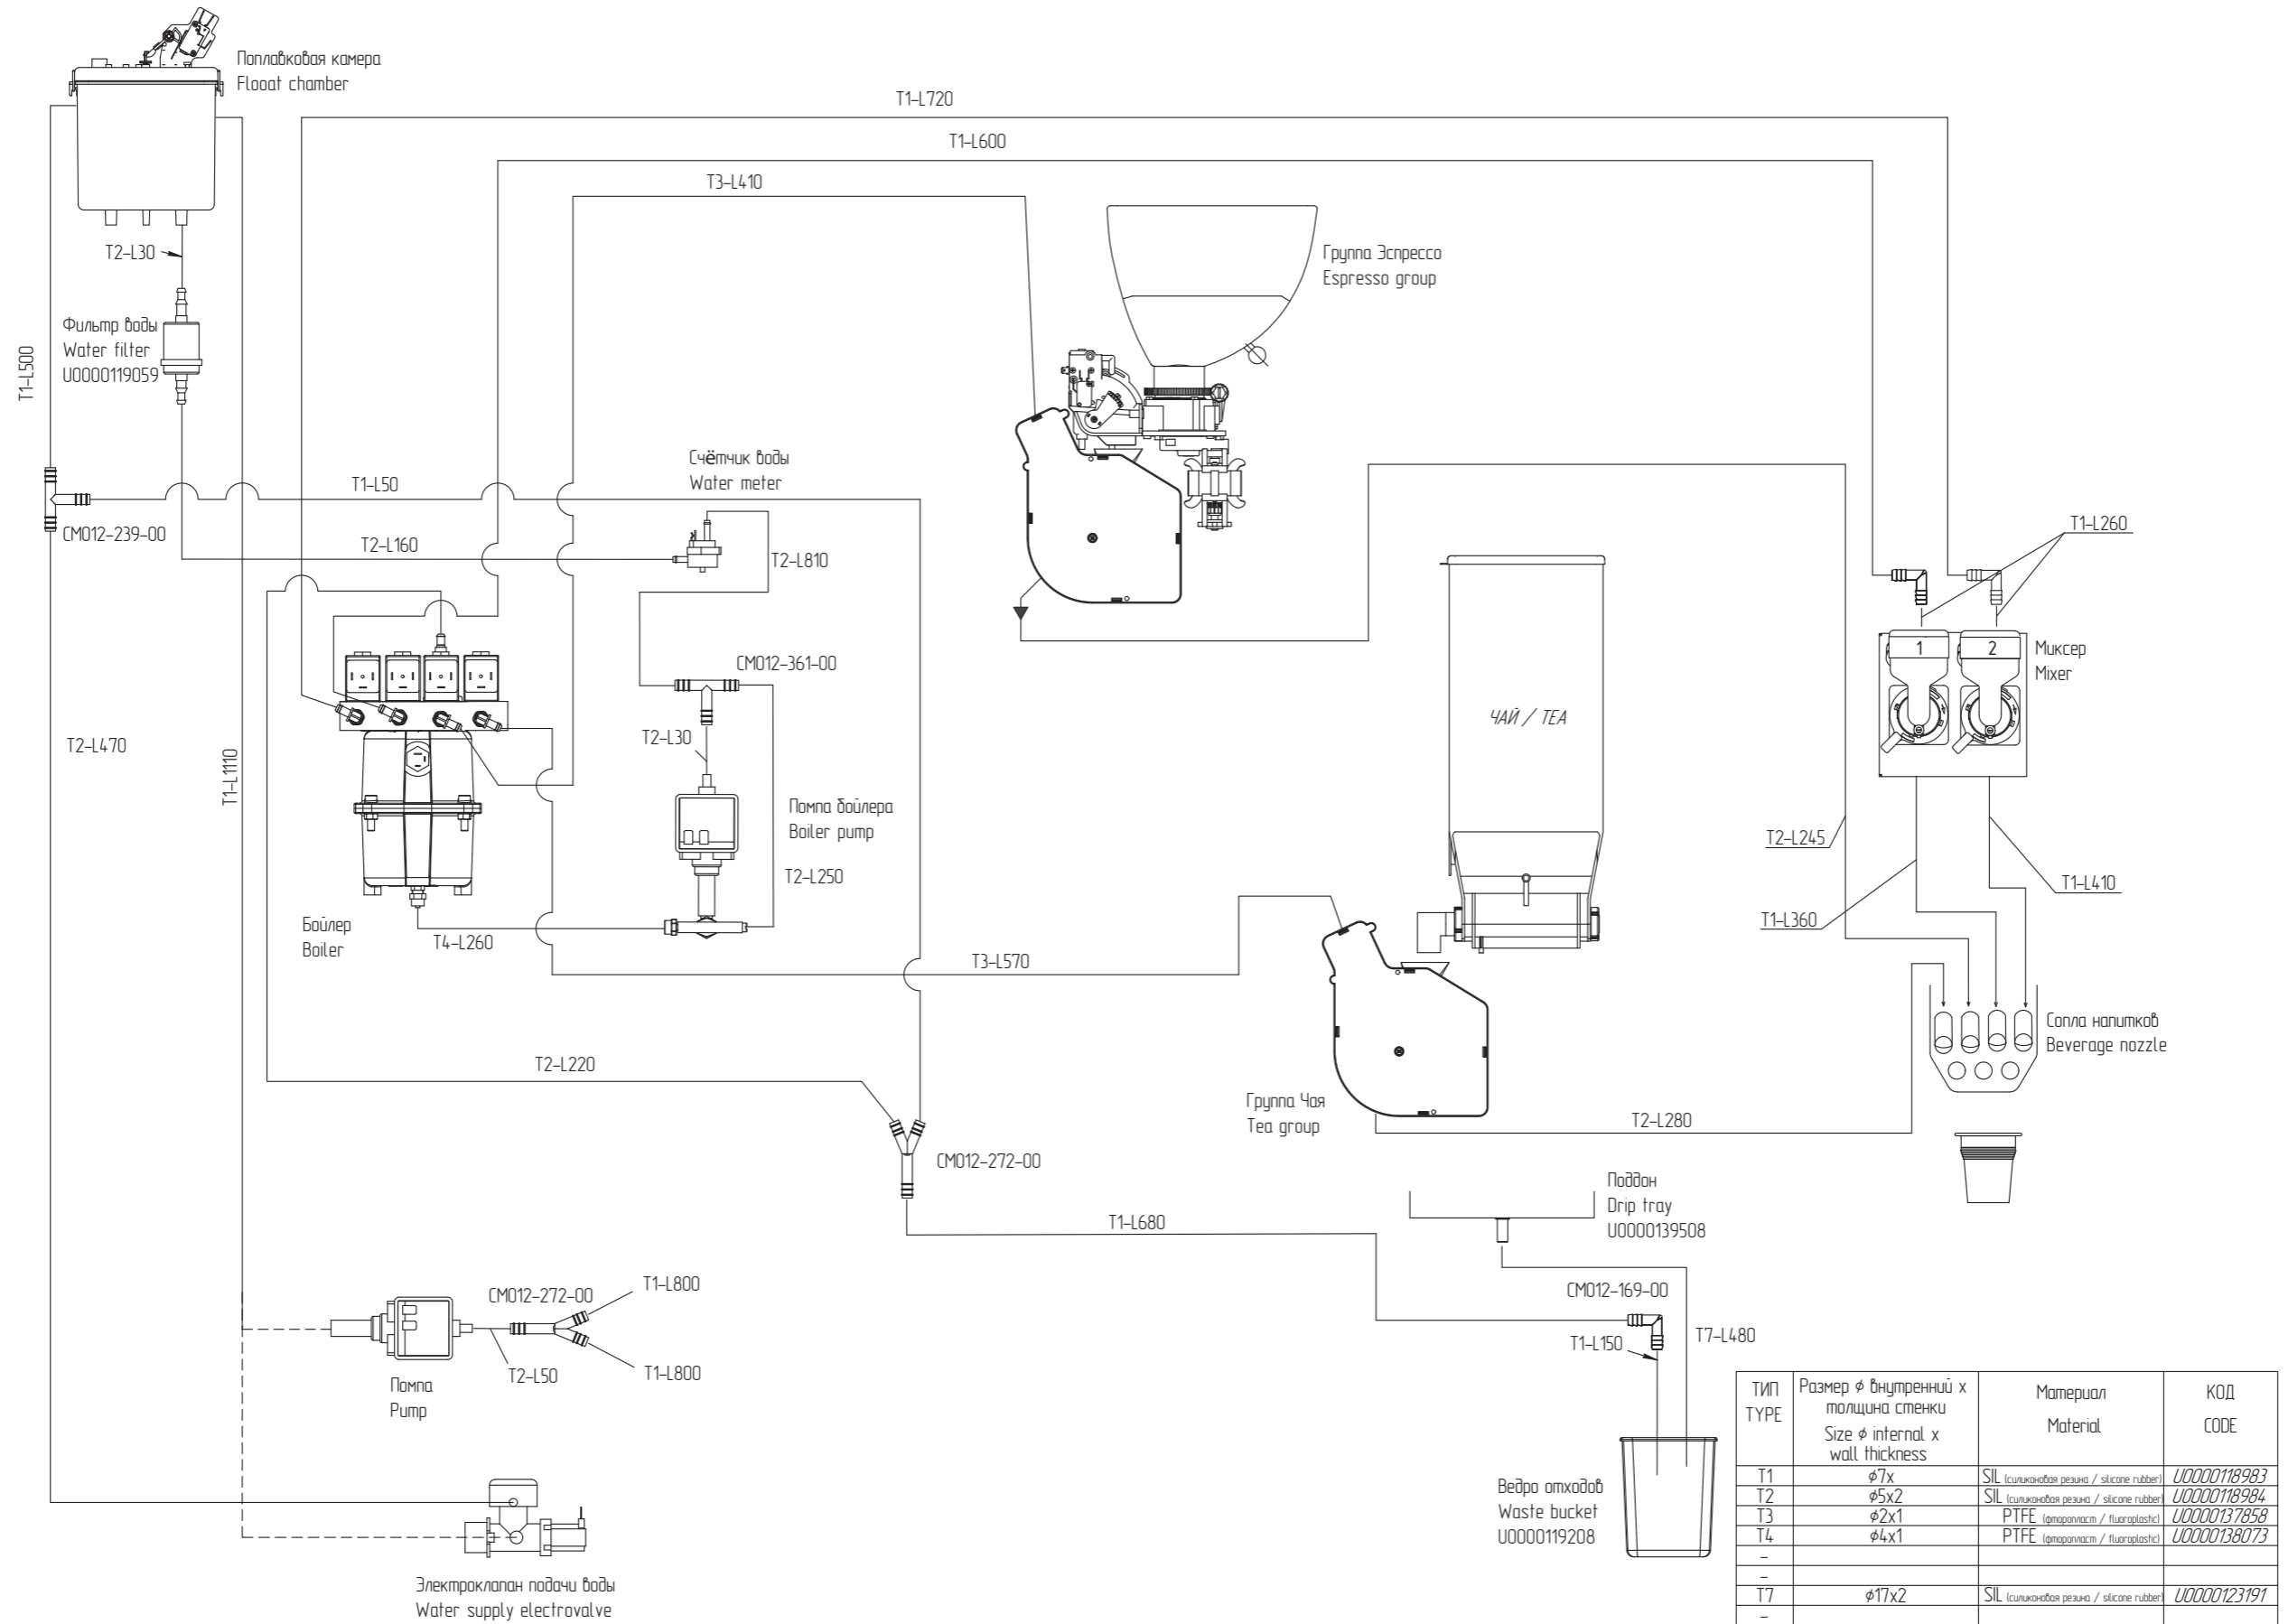 Поплавковая камера
Flooat chamber
T1-L720
T1-L600
T3-L410
T2-L30
Группа Эспрессо
Espresso group
Фильтр воды
Water filter
U0000119059
T1-L500
Счётчик воды
Water meter
T1-L50
CM012-239-00
T2-L160
T2-L810
T1-L260
CM012-361-00
1
2
Миксер
Mixer
ЧАЙ / TEA
T2-L470
T1-L1110
T2-L30
Помпа бойлера
Boiler pump
T2-L250
T2-L245
T1-L410
T1-L360
Бойлер
Boiler
T4-L260
T3-L570
Сопла напитков
Beverage nozzle
T2-L220
Группа Чая
Tea group
T2-L280
CM012-272-00
Поддон
Drip tray
U0000139508
T1-L680
CM012-272-00
T1-L800
CM012-169-00
T1-L150
T7-L480
T2-L50
T1-L800
Помпа
Pump
Ведро отходов
Waste bucket
U0000119208
Электроклапан подачи воды
Water supply electrovalve
ТИП
TYPE
Размер ϕ внутренний x
толщина стенки
Size ϕ internal x
wall thickness
Материал
Material
КОД
CODE
T1 ϕ7x SIL (силиконовая резина / silicone rubber) U0000118983
T2 ϕ5x2 SIL (силиконовая резина / silicone rubber) U0000118984
T3 ϕ2x1 PTFE (фторопласт / fluoroplastic) U0000137858
T4 ϕ4x1 PTFE (фторопласт / fluoroplastic) U0000138073
-
-
T7 ϕ17x2 SIL (силиконовая резина / silicone rubber) U0000123191
-